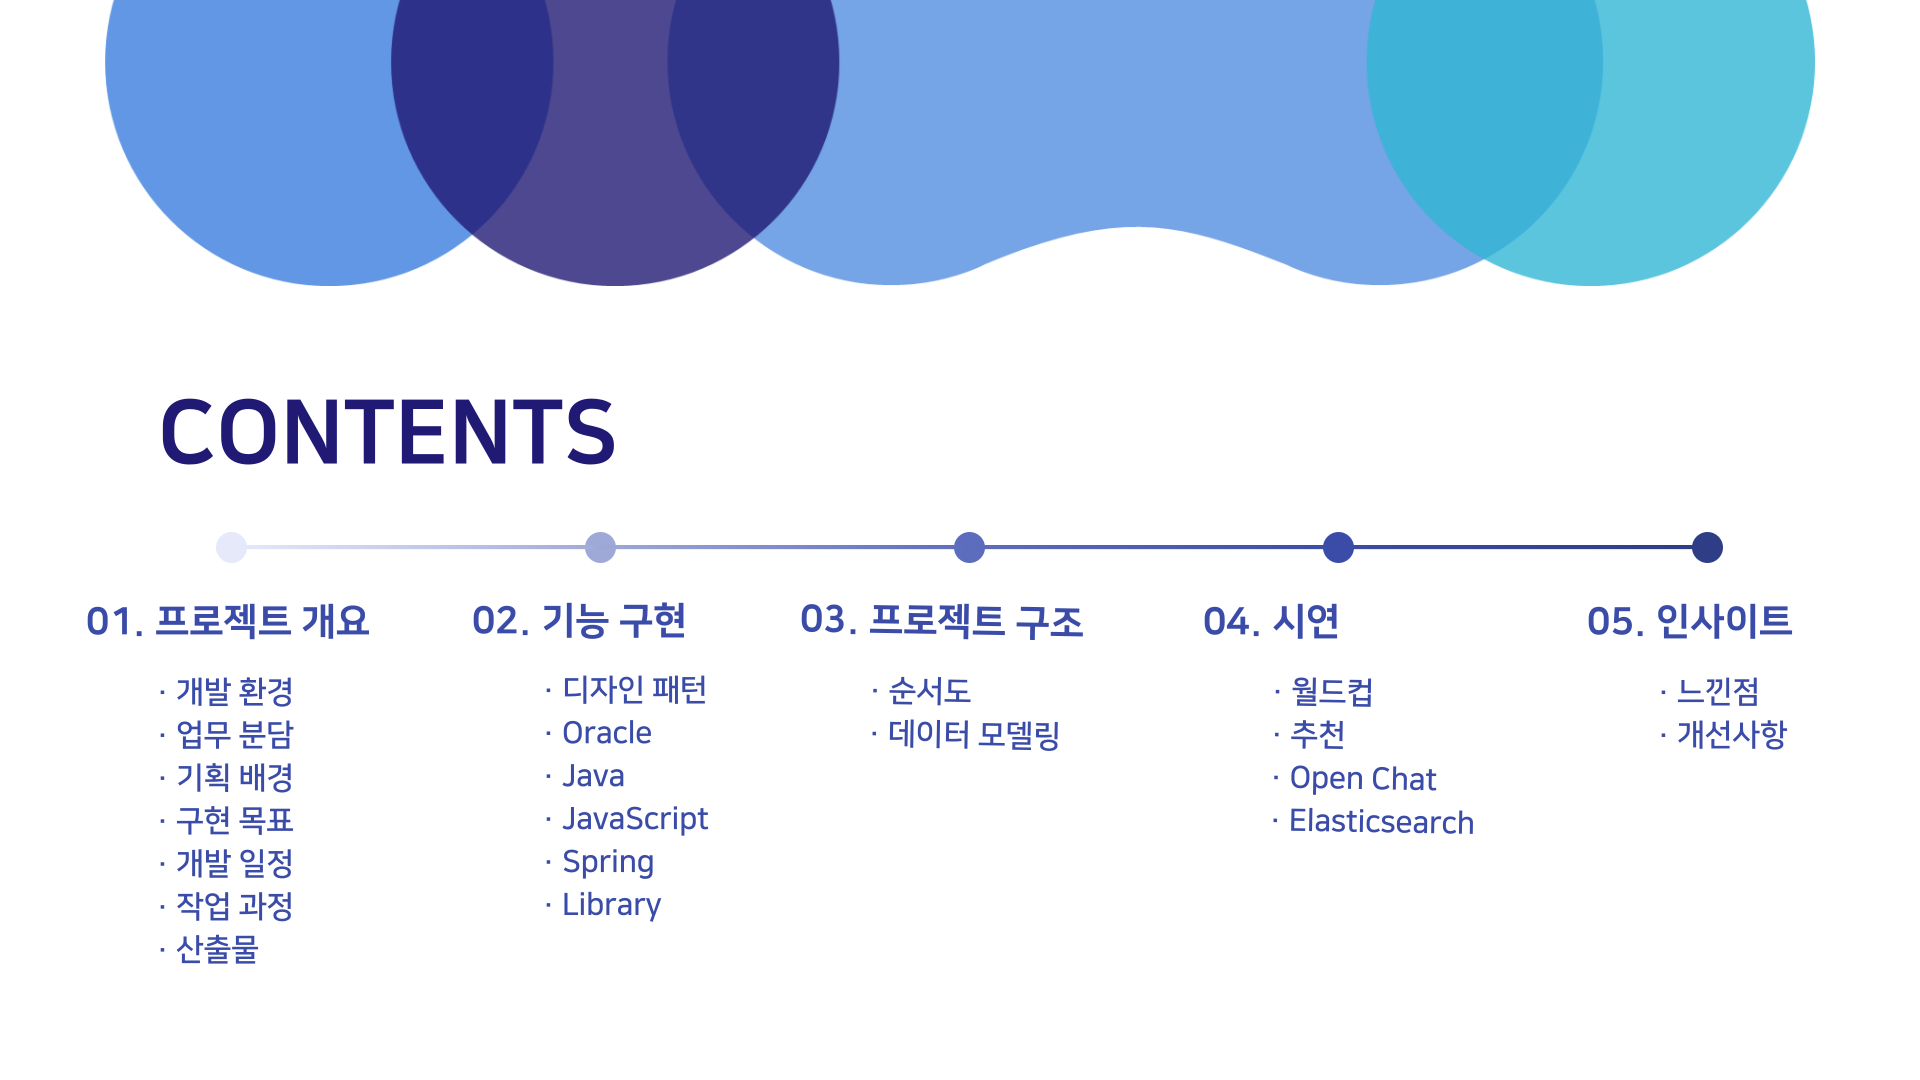 CONTENTS
01. 프로젝트 개요
· 개발 환경
· 업무 분담
· 기획 배경
· 구현 목표
· 개발 일정
· 작업 과정
· 산출물
02. 기능 구현
· 디자인 패턴
· Oracle
· Java
· JavaScript
· Spring
· Library
03. 프로젝트 구조
· 순서도
· 데이터 모델링
04. 시연
· 월드컵
· 추천
· Open Chat
· Elasticsearch
05. 인사이트
· 느낀점
· 개선사항